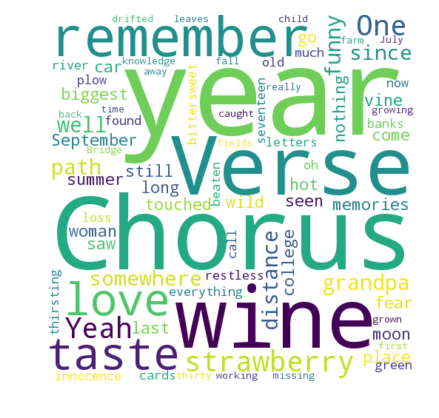 drifted leaves child July
remember One
funny since
river car go much old farm now
knowledge away fall
plow year
biggest bittersweet seventeen nothing vine
time really growing
back found caught
well letters banks
September Bridge Verse come
path still fields oh
summer long beaten hot seen memories
touched wild
loss Chorus
woman saw call distance college
somewhere restless grandpa
thirsting love everything wine fear
Yeah last moon
taste strawberry place
grown green
innocence cards thirty working missing first